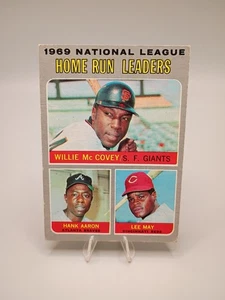 1969 NATIONAL LEAGUE
HOME RUN LEADERS
WILLIE McCOVEY S. F. GIANTS
HANK AARON
LEE MAY